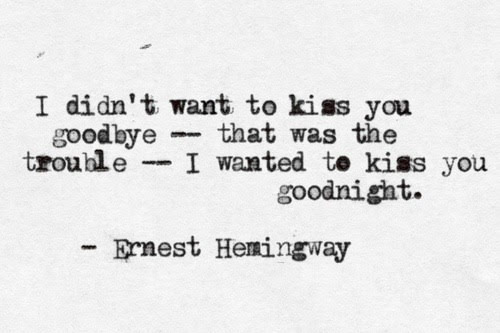 I didn't want to kiss you
goodbye -- that was the
trouble -- I wanted to kiss you
goodnight.
- Ernest Hemingway